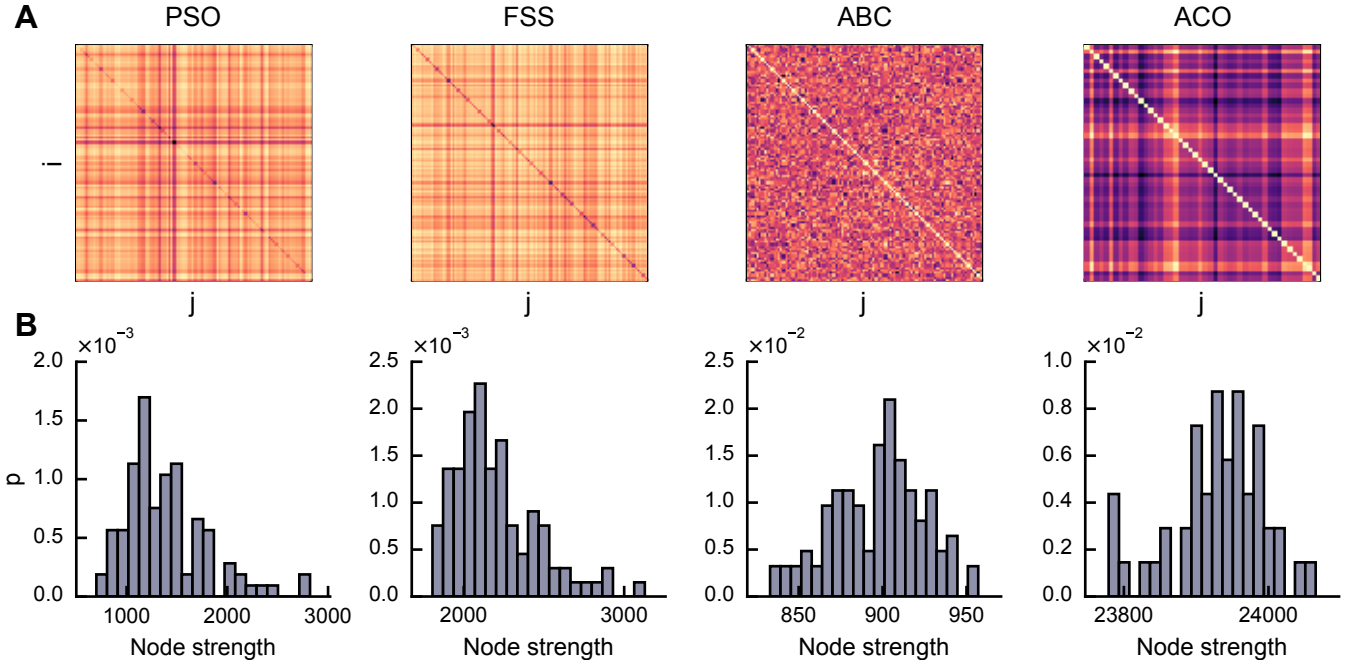 A PSO FSS ABC ACO
i
j j j j
B
×10⁻³ ×10⁻³ ×10⁻² ×10⁻²
2.0 2.5 2.5 1.0
2.0 2.0 0.8
1.5
1.5 1.5 0.6
1.0
p
1.0 1.0 0.4
0.5
0.5 0.5 0.2
0.0 0.0 0.0 0.0
1000 2000 3000 2000 3000 850 900 950 23800 24000
Node strength Node strength Node strength Node strength